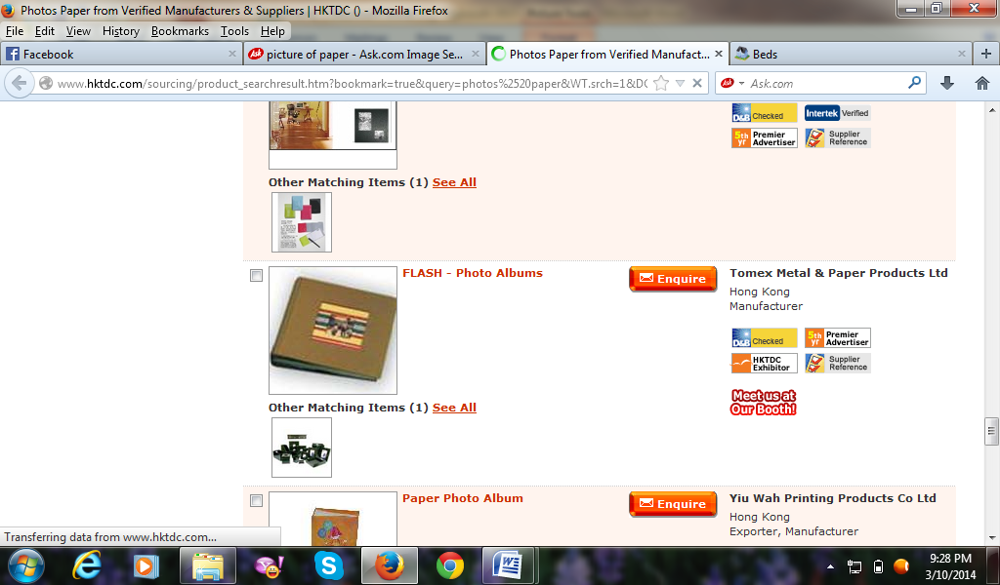 Photos Paper from Verified Manufacturers & Suppliers | HKTDC () - Mozilla Firefox
File Edit View History Bookmarks Tools Help
Facebook
picture of paper - Ask.com Image Se...
Photos Paper from Verified Manufact...
Beds
www.hktdc.com/sourcing/product_searchresult.htm?bookmark=true&query=photos%2520paper&WT.srch=1&DC
Ask Ask.com
D&B Checked
Intertek Verified
5th yr Premier Advertiser
Supplier Reference
Other Matching Items (1) See All
FLASH - Photo Albums
Enquire
Tomex Metal & Paper Products Ltd
Hong Kong
Manufacturer
D&B Checked
5th yr Premier Advertiser
HKTDC Exhibitor
Supplier Reference
Meet us at
Our Booth!
Other Matching Items (1) See All
Paper Photo Album
Enquire
Yiu Wah Printing Products Co Ltd
Hong Kong
Exporter, Manufacturer
Transferring data from www.hktdc.com...
9:28 PM
3/10/2014